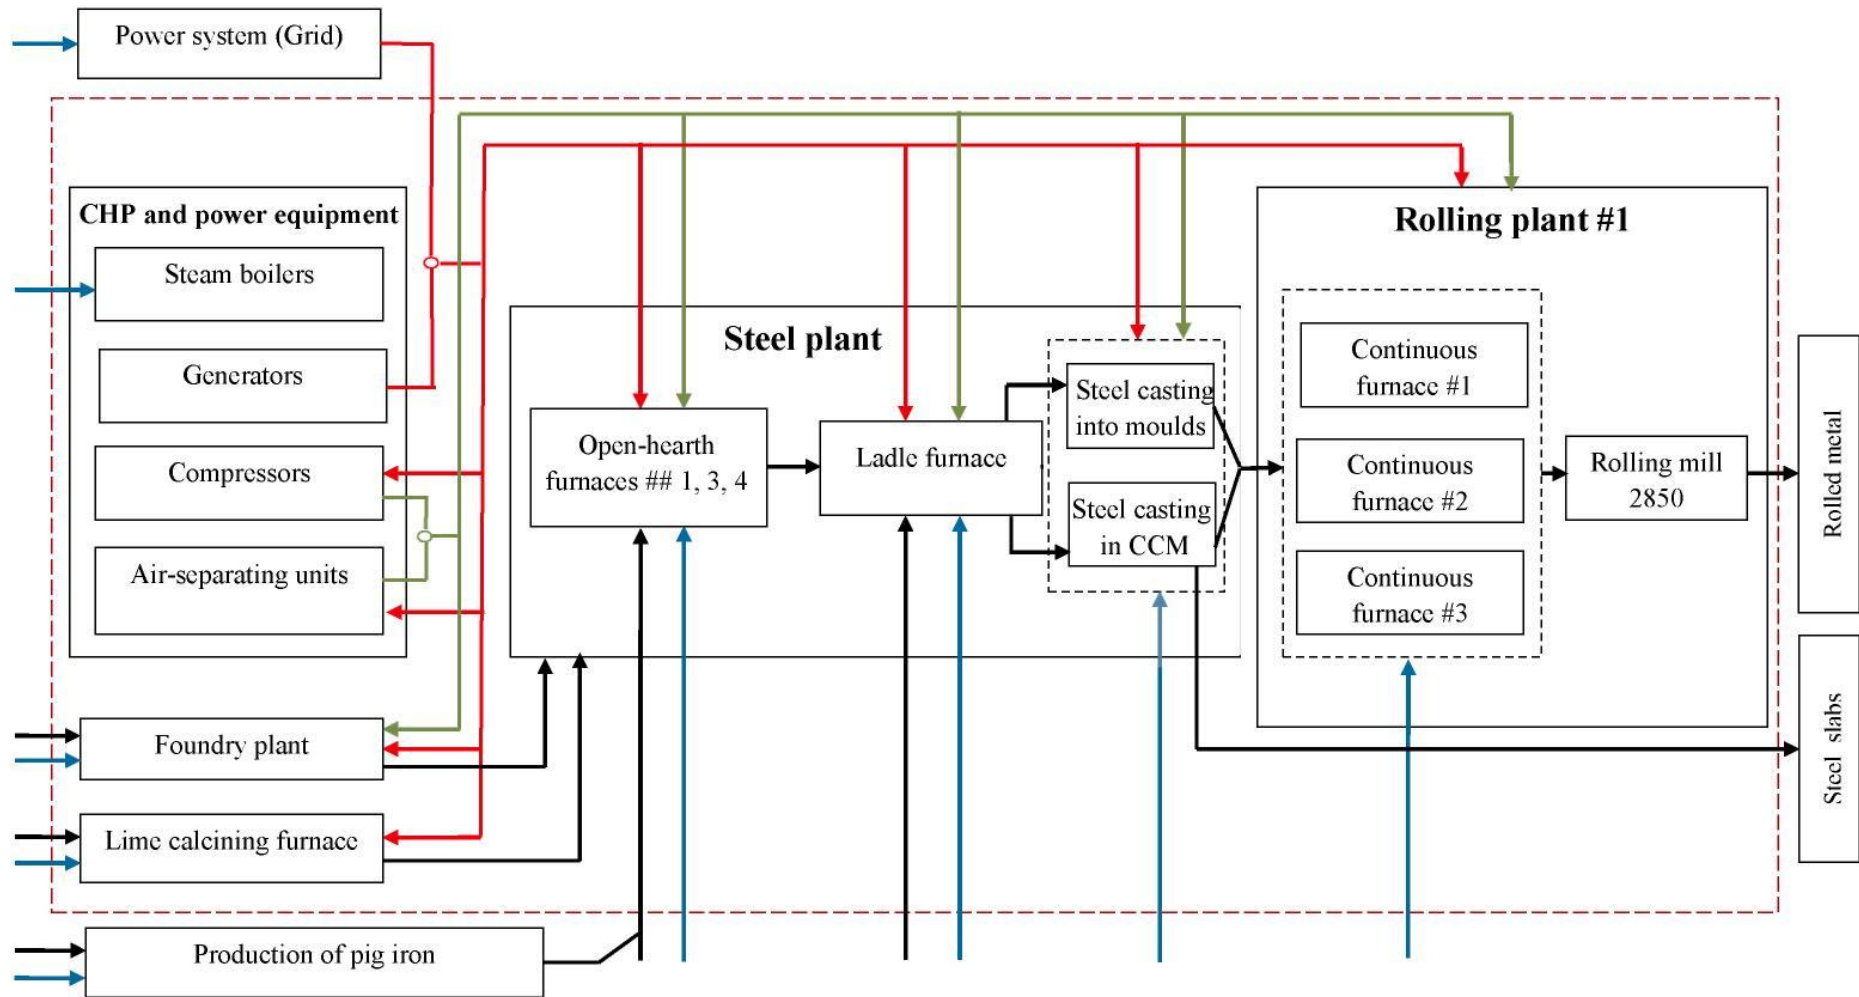 Power system (Grid)
CHP and power equipment
Steam boilers
Generators
Compressors
Air-separating units
Foundry plant
Lime calcining furnace
Production of pig iron
Steel plant
Open-hearth
furnaces ## 1, 3, 4
Ladle furnace
Steel casting
into moulds
Steel casting
in CCM
Rolling plant #1
Continuous
furnace #1
Continuous
furnace #2
Continuous
furnace #3
Rolling mill
2850
Rolled metal
Steel slabs